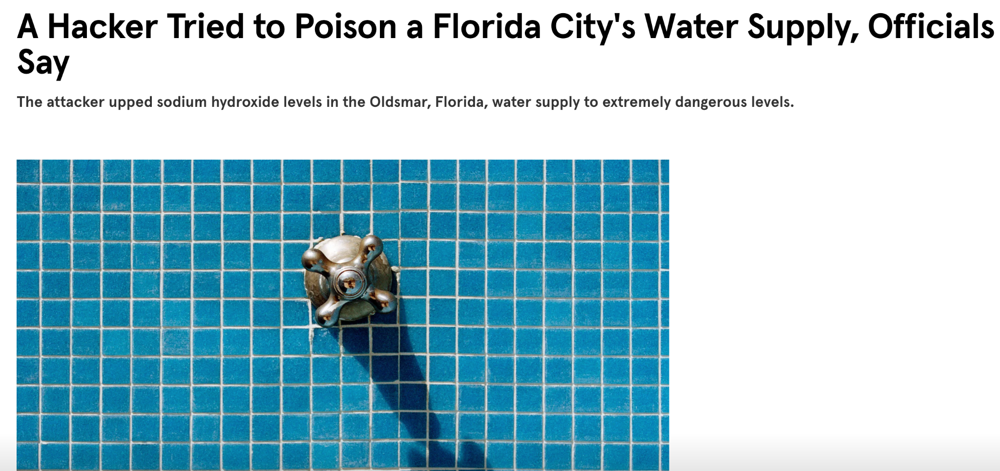 A Hacker Tried to Poison a Florida City's Water Supply, Officials
Say
The attacker upped sodium hydroxide levels in the Oldsmar, Florida, water supply to extremely dangerous levels.